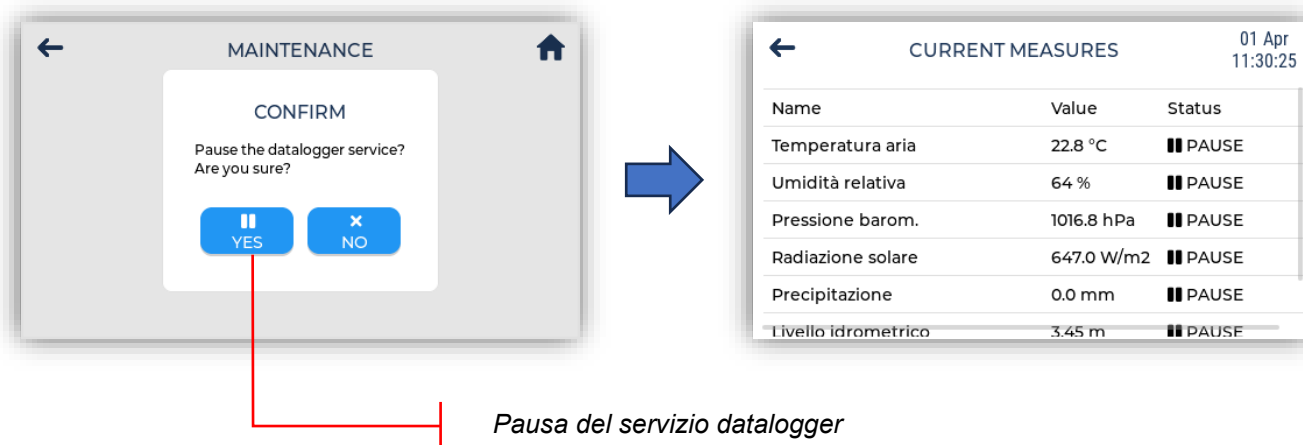 MAINTENANCE
CONFIRM
Pause the datalogger service?
Are you sure?
YES
NO
CURRENT MEASURES
01 Apr
11:30:25
Name Value Status
Temperatura aria 22.8 °C PAUSE
Umidità relativa 64 % PAUSE
Pressione barom. 1016.8 hPa PAUSE
Radiazione solare 647.0 W/m2 PAUSE
Precipitazione 0.0 mm PAUSE
Livello idrometrico 3.45 m PAUSE
Pausa del servizio datalogger